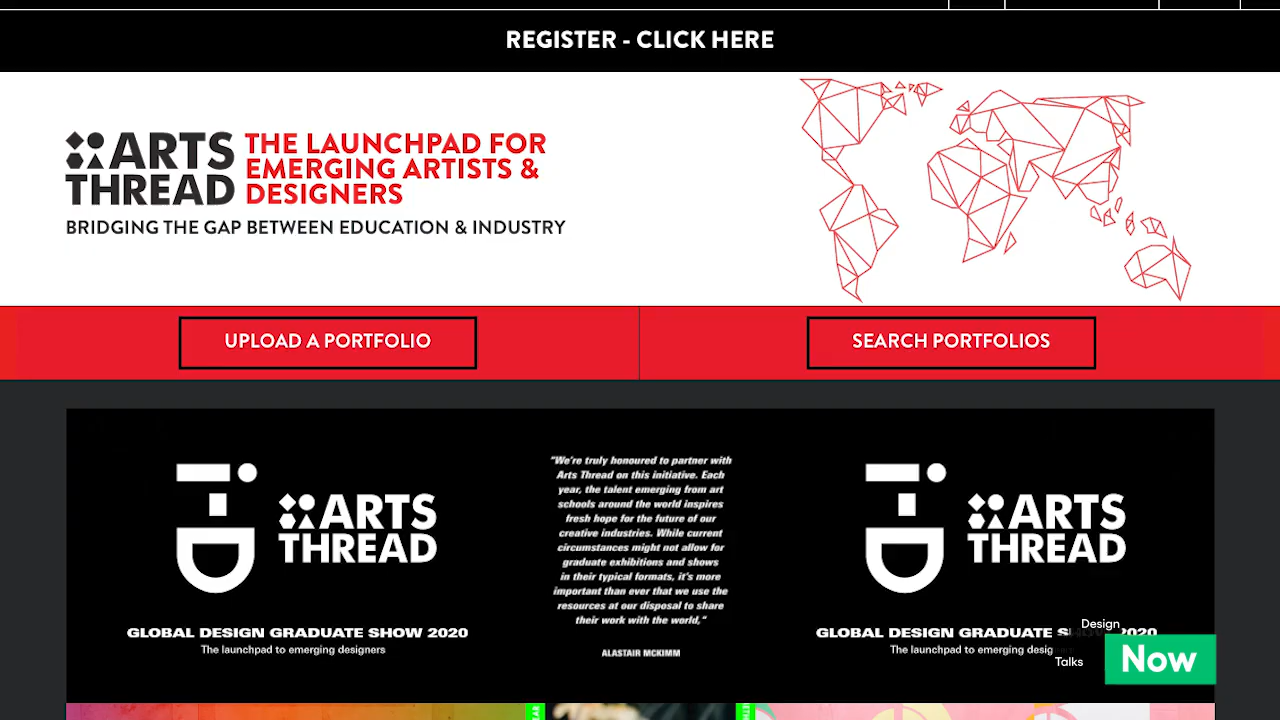 REGISTER - CLICK HERE
ARTS
THREAD
THE LAUNCHPAD FOR
EMERGING ARTISTS &
DESIGNERS
BRIDGING THE GAP BETWEEN EDUCATION & INDUSTRY
UPLOAD A PORTFOLIO
SEARCH PORTFOLIOS
i-D
ARTS
THREAD
GLOBAL DESIGN GRADUATE SHOW 2020
The launchpad to emerging designers
"We're truly honoured to partner with
Arts Thread on this initiative. Each
year, the talent emerging from art
schools around the world inspires
fresh hope for the future of our
creative industries. While current
circumstances might not allow for
graduate exhibitions and shows
in their typical formats, it's more
important than ever that we use the
resources at our disposal to share
their work with the world,"
ALASTAIR MCKIMM
i-D
ARTS
THREAD
GLOBAL DESIGN GRADUATE SHOW 2020
The launchpad to emerging desig
Design
Talks
Now